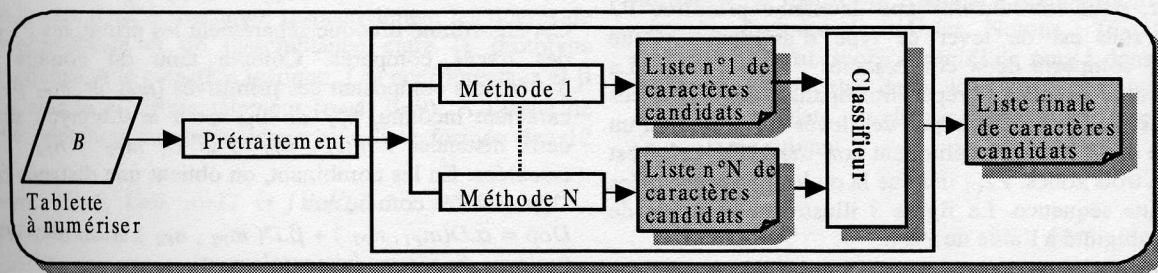 B
Tablette
à numériser
Prétraitement
Méthode 1
Méthode N
Liste n°1 de
caractères
candidats
Liste n°N de
caractères
candidats
Classifieur
Liste finale
de caractères
candidats